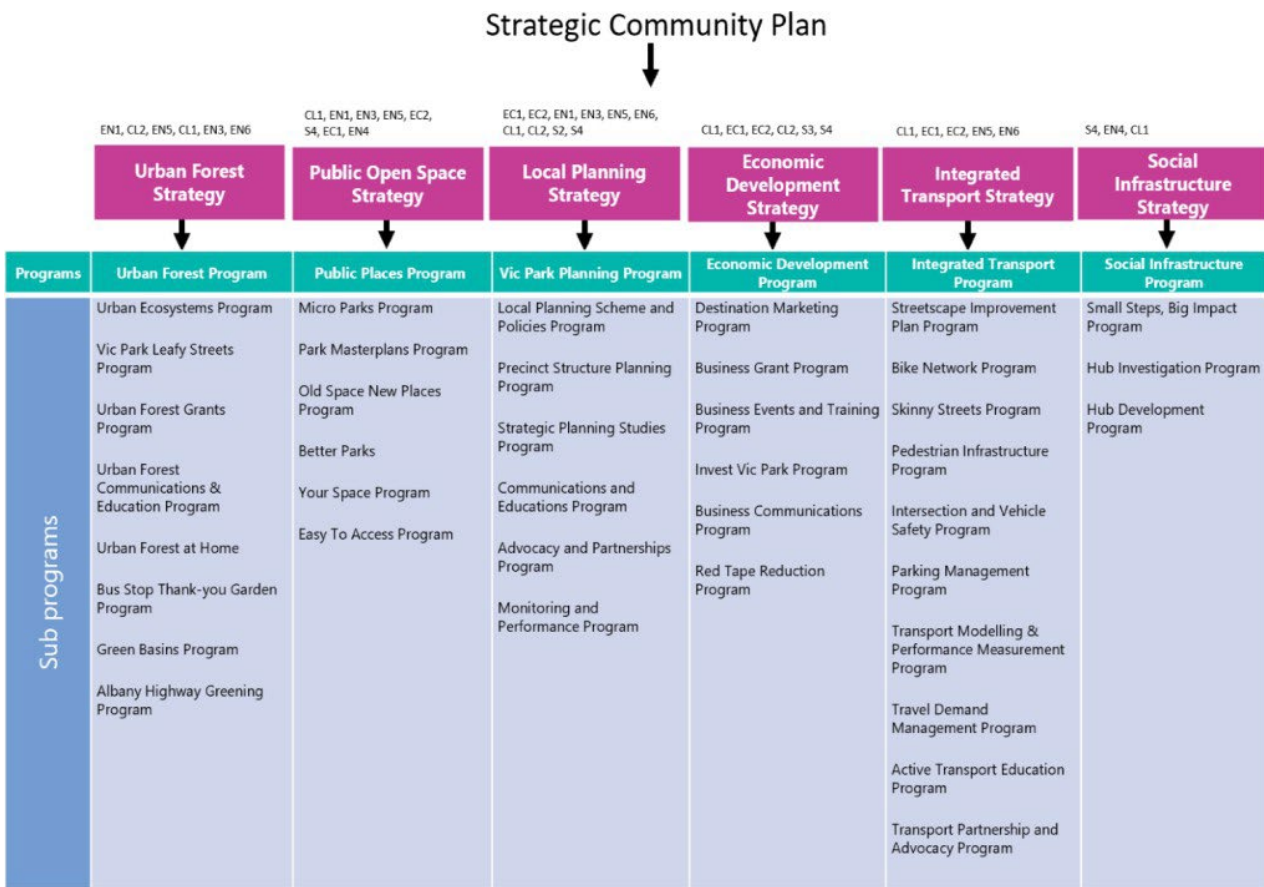 Strategic Community Plan
EN1, CL2, EN5, CL1, EN3, EN6
CL1, EN1, EN3, EN5, EC2,
S4, EC1, EN4
EC1, EC2, EN1, EN3, EN5, EN6,
CL1, CL2, S2, S4
CL1, EC1, EC2, CL2, S3, S4
CL1, EC1, EC2, EN5, EN6
S4, EN4, CL1
Urban Forest
Strategy
Public Open Space
Strategy
Local Planning
Strategy
Economic
Development
Strategy
Integrated
Transport Strategy
Social
Infrastructure
Strategy
Programs
Urban Forest Program
Public Places Program
Vic Park Planning Program
Economic Development
Program
Integrated Transport
Program
Social Infrastructure
Program
Sub programs
Urban Ecosystems Program
Vic Park Leafy Streets
Program
Urban Forest Grants
Program
Urban Forest
Communications &
Education Program
Urban Forest at Home
Bus Stop Thank-you Garden
Program
Green Basins Program
Albany Highway Greening
Program
Micro Parks Program
Park Masterplans Program
Old Space New Places
Program
Better Parks
Your Space Program
Easy To Access Program
Local Planning Scheme and
Policies Program
Precinct Structure Planning
Program
Strategic Planning Studies
Program
Communications and
Educations Program
Advocacy and Partnerships
Program
Monitoring and
Performance Program
Destination Marketing
Program
Business Grant Program
Business Events and Training
Program
Invest Vic Park Program
Business Communications
Program
Red Tape Reduction
Program
Streetscape Improvement
Plan Program
Bike Network Program
Skinny Streets Program
Pedestrian Infrastructure
Program
Intersection and Vehicle
Safety Program
Parking Management
Program
Transport Modelling &
Performance Measurement
Program
Travel Demand
Management Program
Active Transport Education
Program
Transport Partnership and
Advocacy Program
Small Steps, Big Impact
Program
Hub Investigation Program
Hub Development
Program